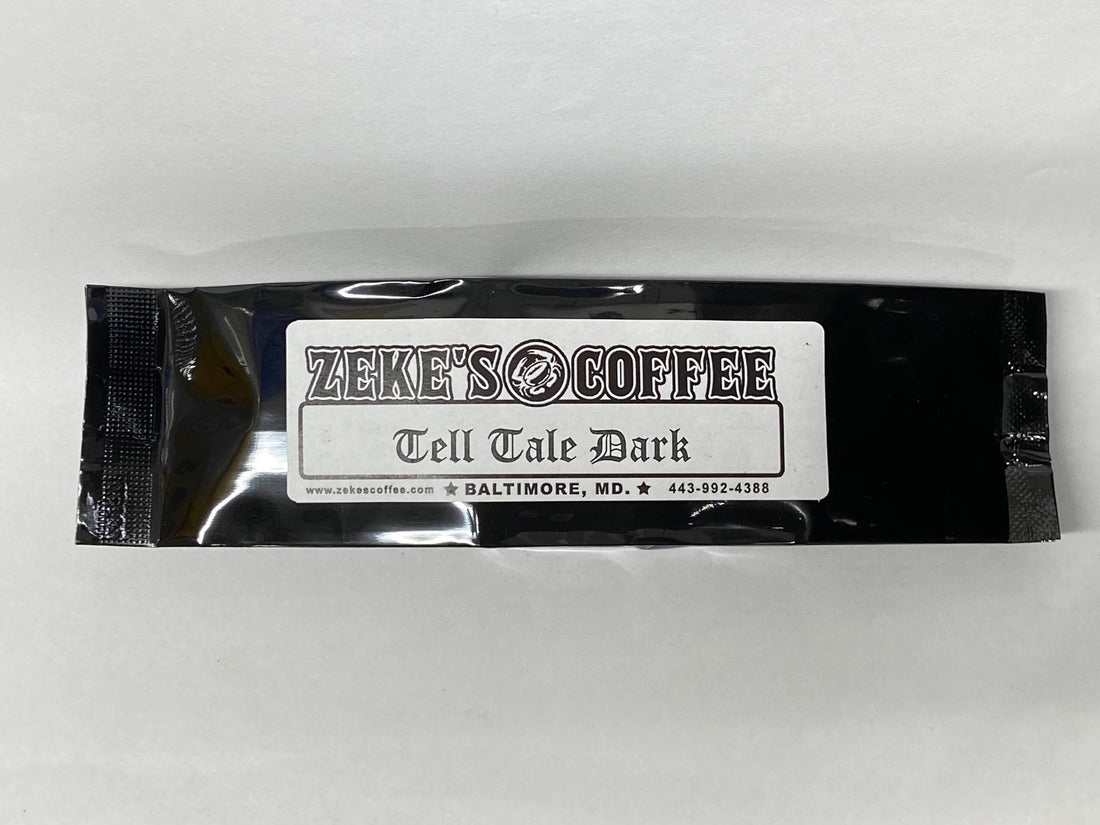 ZEKE'S COFFEE
Tell Tale Dark
www.zekescoffee.com ★ BALTIMORE, MD. ★ 443-992-4388